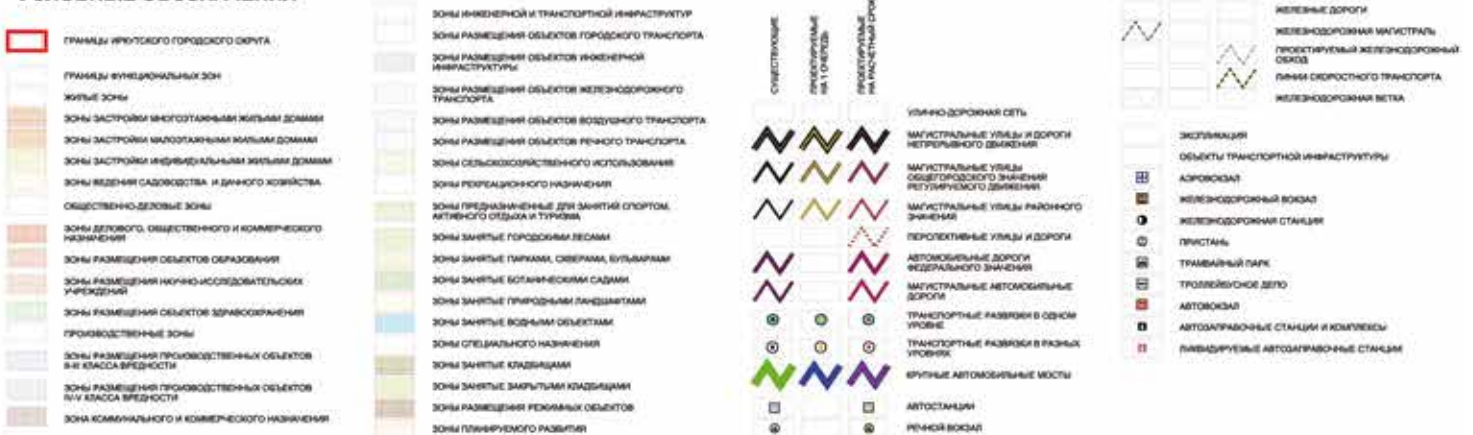 УСЛОВНЫЕ ОБОЗНАЧЕНИЯ
ГРАНИЦЫ ИРКУТСКОГО ГОРОДСКОГО ОКРУГА
ГРАНИЦЫ ФУНКЦИОНАЛЬНЫХ ЗОН
ЖИЛЫЕ ЗОНЫ
ЗОНЫ ЗАСТРОЙКИ МНОГОЭТАЖНЫМИ ЖИЛЫМИ ДОМАМИ
ЗОНЫ ЗАСТРОЙКИ МАЛОЭТАЖНЫМИ ЖИЛЫМИ ДОМАМИ
ЗОНЫ ЗАСТРОЙКИ ИНДИВИДУАЛЬНЫМИ ЖИЛЫМИ ДОМАМИ
ЗОНЫ ВЕДЕНИЯ САДОВОДСТВА И ДАЧНОГО ХОЗЯЙСТВА
ОБЩЕСТВЕННО-ДЕЛОВЫЕ ЗОНЫ
ЗОНЫ ДЕЛОВОГО, ОБЩЕСТВЕННОГО И КОММЕРЧЕСКОГО
НАЗНАЧЕНИЯ
ЗОНЫ РАЗМЕЩЕНИЯ ОБЪЕКТОВ ОБРАЗОВАНИЯ
ЗОНЫ РАЗМЕЩЕНИЯ НАУЧНО-ИССЛЕДОВАТЕЛЬСКИХ
УЧРЕЖДЕНИЙ
ЗОНЫ РАЗМЕЩЕНИЯ ОБЪЕКТОВ ЗДРАВООХРАНЕНИЯ
ПРОИЗВОДСТВЕННЫЕ ЗОНЫ
ЗОНЫ РАЗМЕЩЕНИЯ ПРОИЗВОДСТВЕННЫХ ОБЪЕКТОВ
II-III КЛАССА ВРЕДНОСТИ
ЗОНЫ РАЗМЕЩЕНИЯ ПРОИЗВОДСТВЕННЫХ ОБЪЕКТОВ
IV-V КЛАССА ВРЕДНОСТИ
ЗОНА КОММУНАЛЬНОГО И КОММЕРЧЕСКОГО НАЗНАЧЕНИЯ
ЗОНЫ ИНЖЕНЕРНОЙ И ТРАНСПОРТНОЙ ИНФРАСТРУКТУР
ЗОНЫ РАЗМЕЩЕНИЯ ОБЪЕКТОВ ГОРОДСКОГО ТРАНСПОРТА
ЗОНЫ РАЗМЕЩЕНИЯ ОБЪЕКТОВ ИНЖЕНЕРНОЙ
ИНФРАСТРУКТУРЫ
ЗОНЫ РАЗМЕЩЕНИЯ ОБЪЕКТОВ ЖЕЛЕЗНОДОРОЖНОГО
ТРАНСПОРТА
ЗОНЫ РАЗМЕЩЕНИЯ ОБЪЕКТОВ ВОЗДУШНОГО ТРАНСПОРТА
ЗОНЫ РАЗМЕЩЕНИЯ ОБЪЕКТОВ РЕЧНОГО ТРАНСПОРТА
ЗОНЫ СЕЛЬСКОХОЗЯЙСТВЕННОГО ИСПОЛЬЗОВАНИЯ
ЗОНЫ РЕКРЕАЦИОННОГО НАЗНАЧЕНИЯ
ЗОНЫ ПРЕДНАЗНАЧЕННЫЕ ДЛЯ ЗАНЯТИЙ СПОРТОМ,
АКТИВНОГО ОТДЫХА И ТУРИЗМА
ЗОНЫ ЗАНЯТЫЕ ГОРОДСКИМИ ЛЕСАМИ
ЗОНЫ ЗАНЯТЫЕ ПАРКАМИ, СКВЕРАМИ, БУЛЬВАРАМИ
ЗОНЫ ЗАНЯТЫЕ БОТАНИЧЕСКИМИ САДАМИ
ЗОНЫ ЗАНЯТЫЕ ПРИРОДНЫМИ ЛАНДШАФТАМИ
ЗОНЫ ЗАНЯТЫЕ ВОДНЫМИ ОБЪЕКТАМИ
ЗОНЫ СПЕЦИАЛЬНОГО НАЗНАЧЕНИЯ
ЗОНЫ ЗАНЯТЫЕ КЛАДБИЩАМИ
ЗОНЫ ЗАНЯТЫЕ ЗАКРЫТЫМИ КЛАДБИЩАМИ
ЗОНЫ РАЗМЕЩЕНИЯ РЕЖИМНЫХ ОБЪЕКТОВ
ЗОНЫ ПЛАНИРУЕМОГО РАЗВИТИЯ
СУЩЕСТВУЮЩИЕ
ПРОЕКТИРУЕМЫЕ
НА 1 ОЧЕРЕДЬ
ПРОЕКТИРУЕМЫЕ
НА РАСЧЕТНЫЙ СРОК
УЛИЧНО-ДОРОЖНАЯ СЕТЬ
МАГИСТРАЛЬНЫЕ УЛИЦЫ И ДОРОГИ
НЕПРЕРЫВНОГО ДВИЖЕНИЯ
МАГИСТРАЛЬНЫЕ УЛИЦЫ
ОБЩЕГОРОДСКОГО ЗНАЧЕНИЯ
РЕГУЛИРУЕМОГО ДВИЖЕНИЯ
МАГИСТРАЛЬНЫЕ УЛИЦЫ РАЙОННОГО
ЗНАЧЕНИЯ
ПЕРСПЕКТИВНЫЕ УЛИЦЫ И ДОРОГИ
АВТОМОБИЛЬНЫЕ ДОРОГИ
ФЕДЕРАЛЬНОГО ЗНАЧЕНИЯ
МАГИСТРАЛЬНЫЕ АВТОМОБИЛЬНЫЕ
ДОРОГИ
ТРАНСПОРТНЫЕ РАЗВЯЗКИ В ОДНОМ
УРОВНЕ
ТРАНСПОРТНЫЕ РАЗВЯЗКИ В РАЗНЫХ
УРОВНЯХ
КРУПНЫЕ АВТОМОБИЛЬНЫЕ МОСТЫ
АВТОСТАНЦИИ
РЕЧНОЙ ВОКЗАЛ
ЖЕЛЕЗНЫЕ ДОРОГИ
ЖЕЛЕЗНОДОРОЖНАЯ МАГИСТРАЛЬ
ПРОЕКТИРУЕМЫЙ ЖЕЛЕЗНОДОРОЖНЫЙ
ОБХОД
ЛИНИИ СКОРОСТНОГО ТРАНСПОРТА
ЖЕЛЕЗНОДОРОЖНАЯ ВЕТКА
ЭКСПЛИКАЦИЯ
ОБЪЕКТЫ ТРАНСПОРТНОЙ ИНФРАСТРУКТУРЫ
АЭРОВОКЗАЛ
ЖЕЛЕЗНОДОРОЖНЫЙ ВОКЗАЛ
ЖЕЛЕЗНОДОРОЖНАЯ СТАНЦИЯ
ПРИСТАНЬ
ТРАМВАЙНЫЙ ПАРК
ТРОЛЛЕЙБУСНОЕ ДЕПО
АВТОВОКЗАЛ
АВТОЗАПРАВОЧНЫЕ СТАНЦИИ И КОМПЛЕКСЫ
ЛИКВИДИРУЕМЫЕ АВТОЗАПРАВОЧНЫЕ СТАНЦИИ